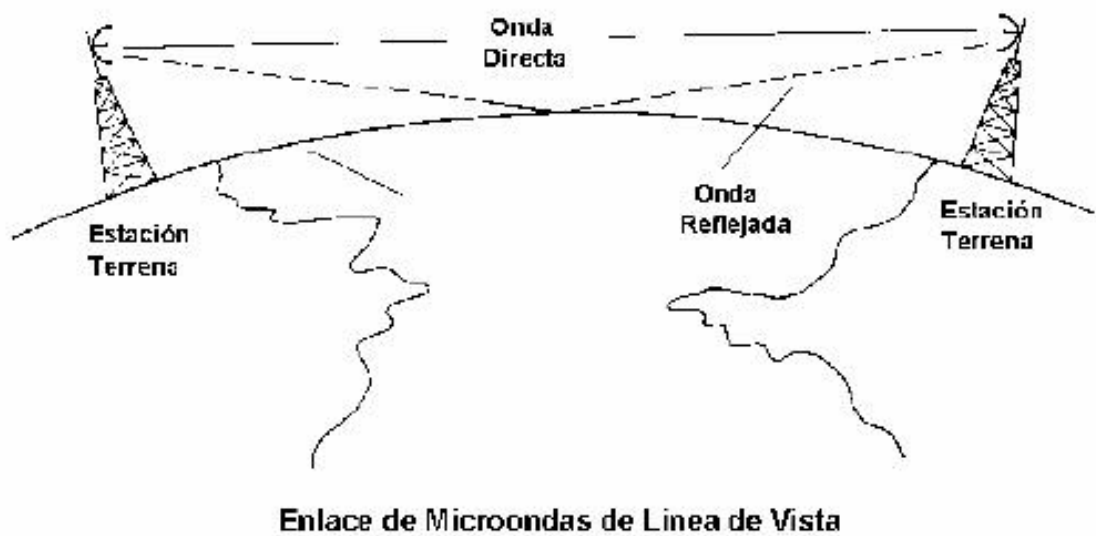 Onda
Directa
Onda
Reflejada
Estación
Terrena
Estación
Terrena
Enlace de Microondas de Linea de Vista